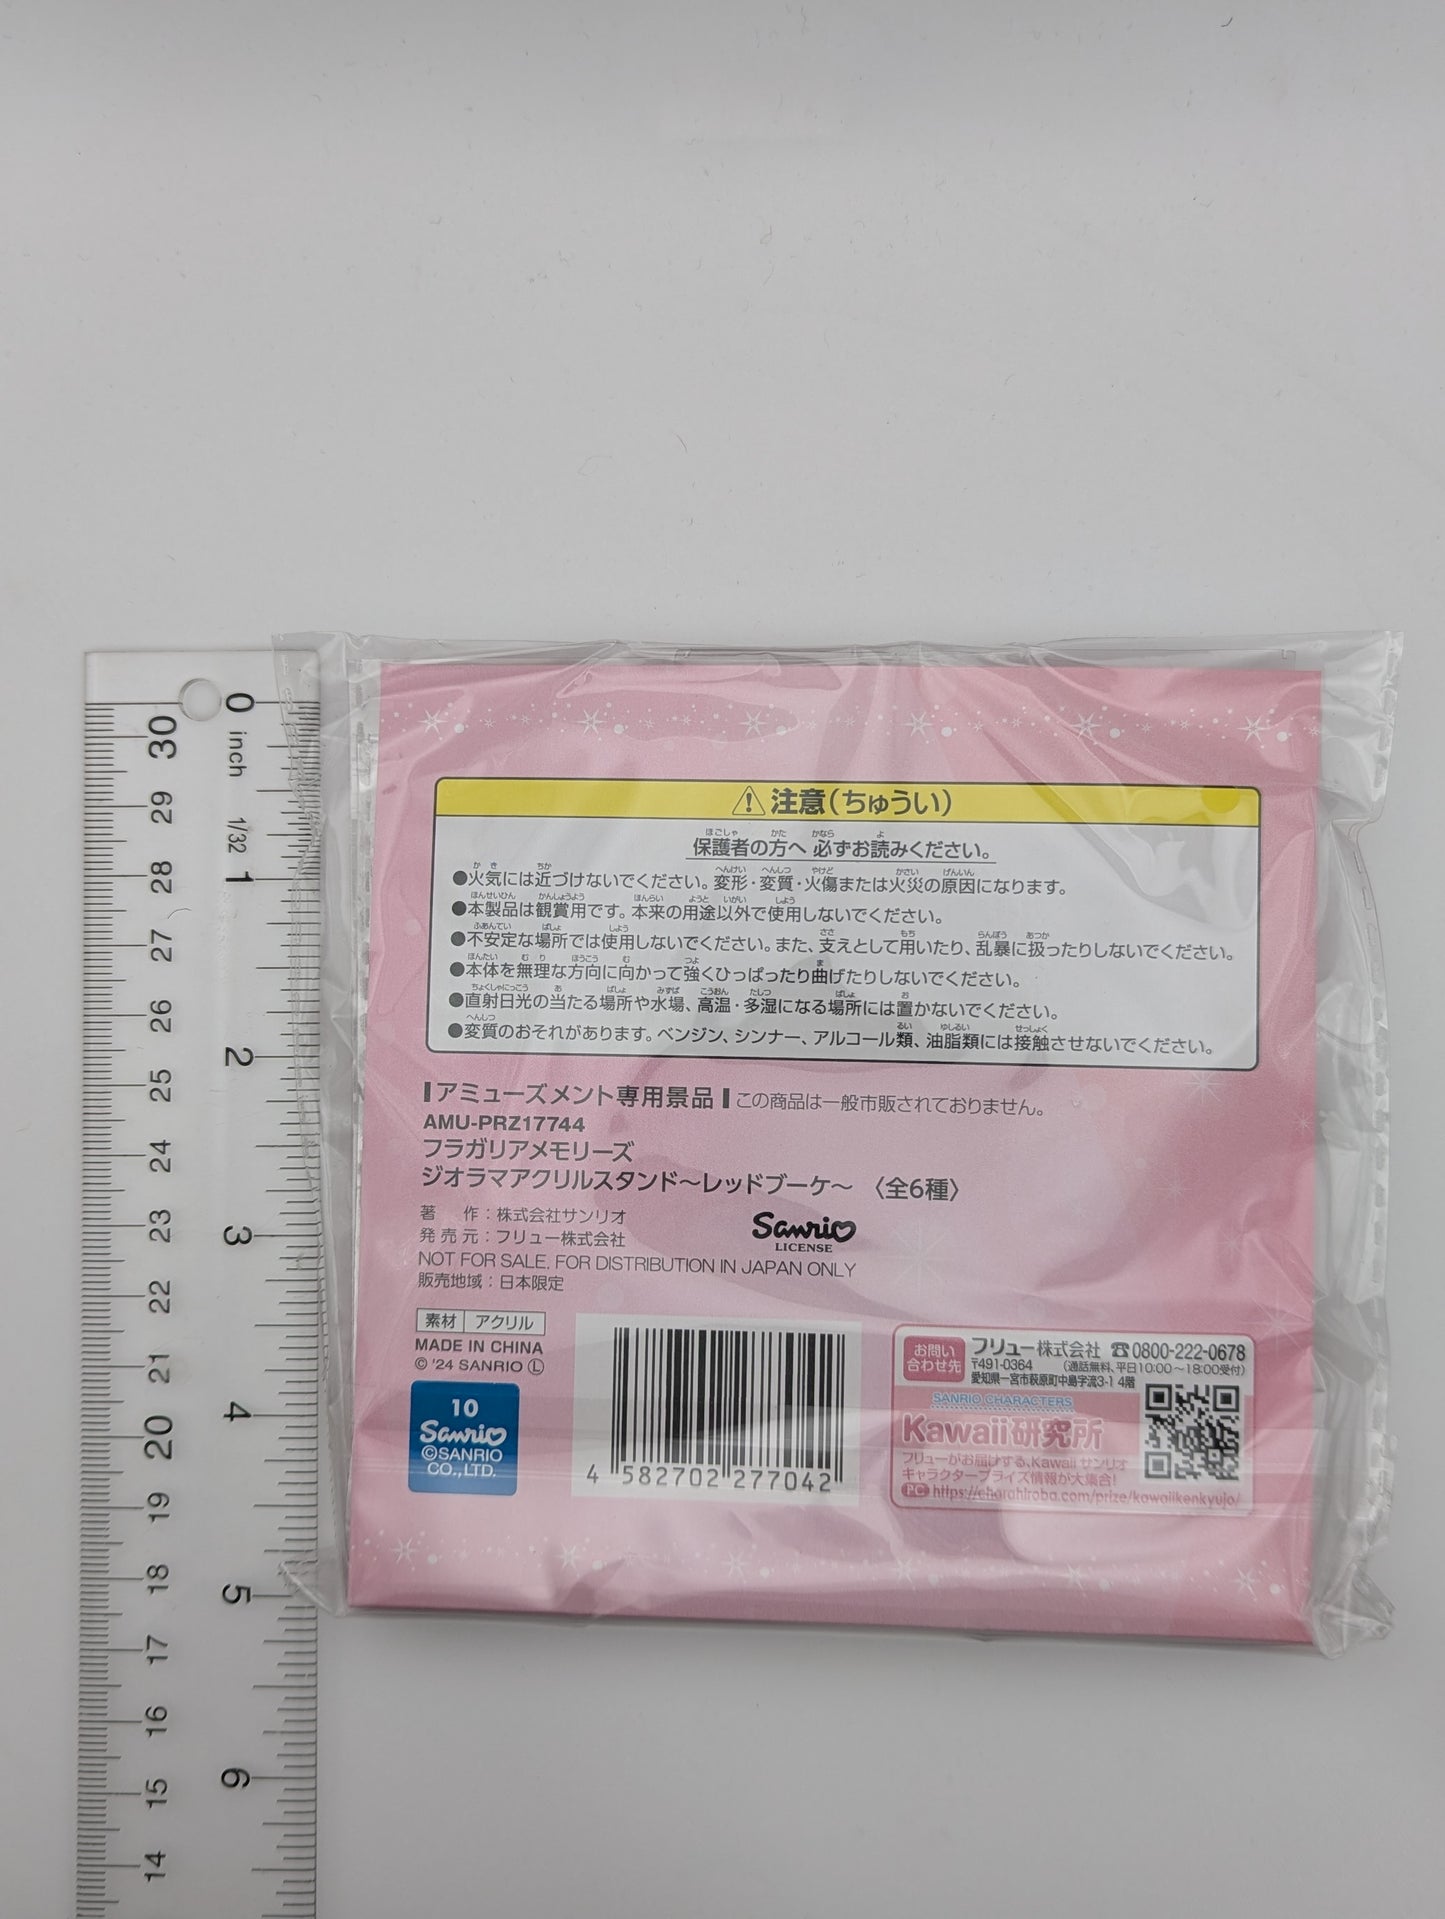 0 inch 1/32 1 2 3 4 5 6
30 29 28 27 26 25 24 23 22 21 20 19 18 17 16 15 14
注意(ちゅうい)
保護者の方へ 必ずお読みください。
●火気には近づけないでください。変形・変質・火傷または火災の原因になります。
●本製品は観賞用です。本来の用途以外で使用しないでください。
●不安定な場所では使用しないでください。また、支えとして用いたり、乱暴に扱ったりしないでください。
●本体を無理な方向に向かって強くひっぱったり曲げたりしないでください。
●直射日光の当たる場所や水場、高温・多湿になる場所には置かないでください。
●変質のおそれがあります。ベンジン、シンナー、アルコール類、油脂類には接触させないでください。
アミューズメント専用景品 この商品は一般市販されておりません。
AMU-PRZ17744
フラガリアメモリーズ
ジオラマアクリルスタンド〜レッドブーケ〜 〈全6種〉
著 作:株式会社サンリオ
発売元:フリュー株式会社
Sanrio
LICENSE
NOT FOR SALE. FOR DISTRIBUTION IN JAPAN ONLY
販売地域:日本限定
素材 アクリル
MADE IN CHINA
© '24 SANRIO Ⓛ
10
Sanrio
©SANRIO
CO.,LTD.
4 582702 277042
お問い合わせ先
フリュー株式会社 ☎0800-222-0678
〒491-0364 (通話無料、平日10:00〜18:00受付)
愛知県一宮市萩原町中島字流3-1 4階
SANRIO CHARACTERS
Kawaii研究所
フリューがお届けする、Kawaii サンリオ
キャラクタープライズ情報が大集合!
PC https://charahiroba.com/prize/kawaiikenkyujo/